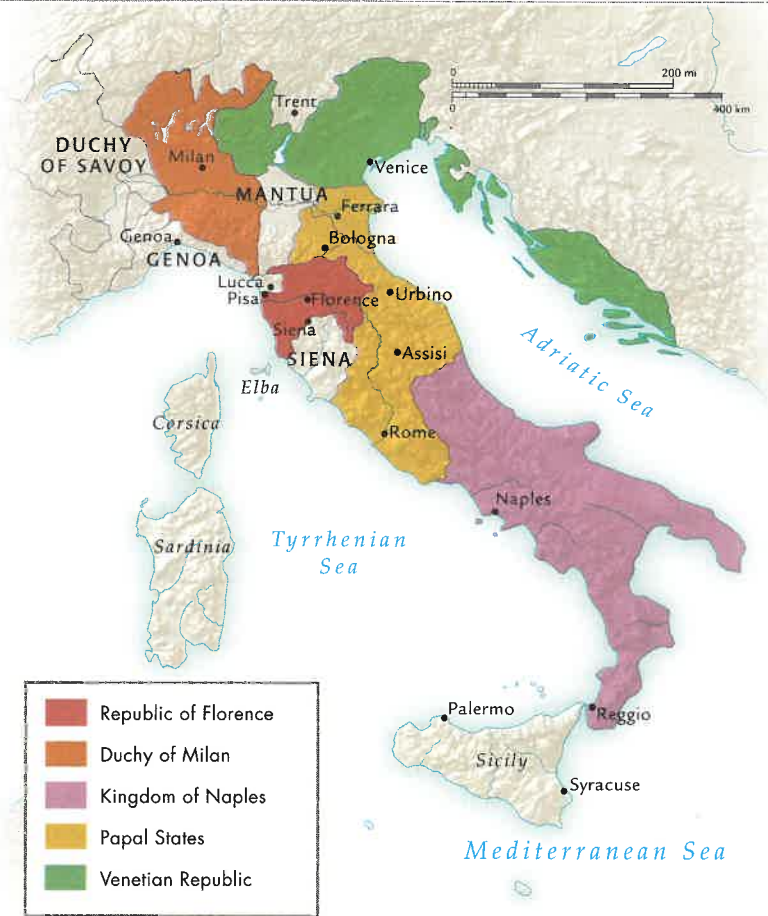 0 200 mi
0 400 km
Trent
DUCHY
OF SAVOY
Milan
Venice
MANTUA
Ferrara
Genoa
Bologna
GENOA
Lucca
Pisa
Florence
Urbino
Siena
SIENA
Assisi
Adriatic Sea
Elba
Corsica
Rome
Naples
Sardinia
Tyrrhenian
Sea
Palermo
Reggio
Sicily
Syracuse
Mediterranean Sea
Republic of Florence
Duchy of Milan
Kingdom of Naples
Papal States
Venetian Republic